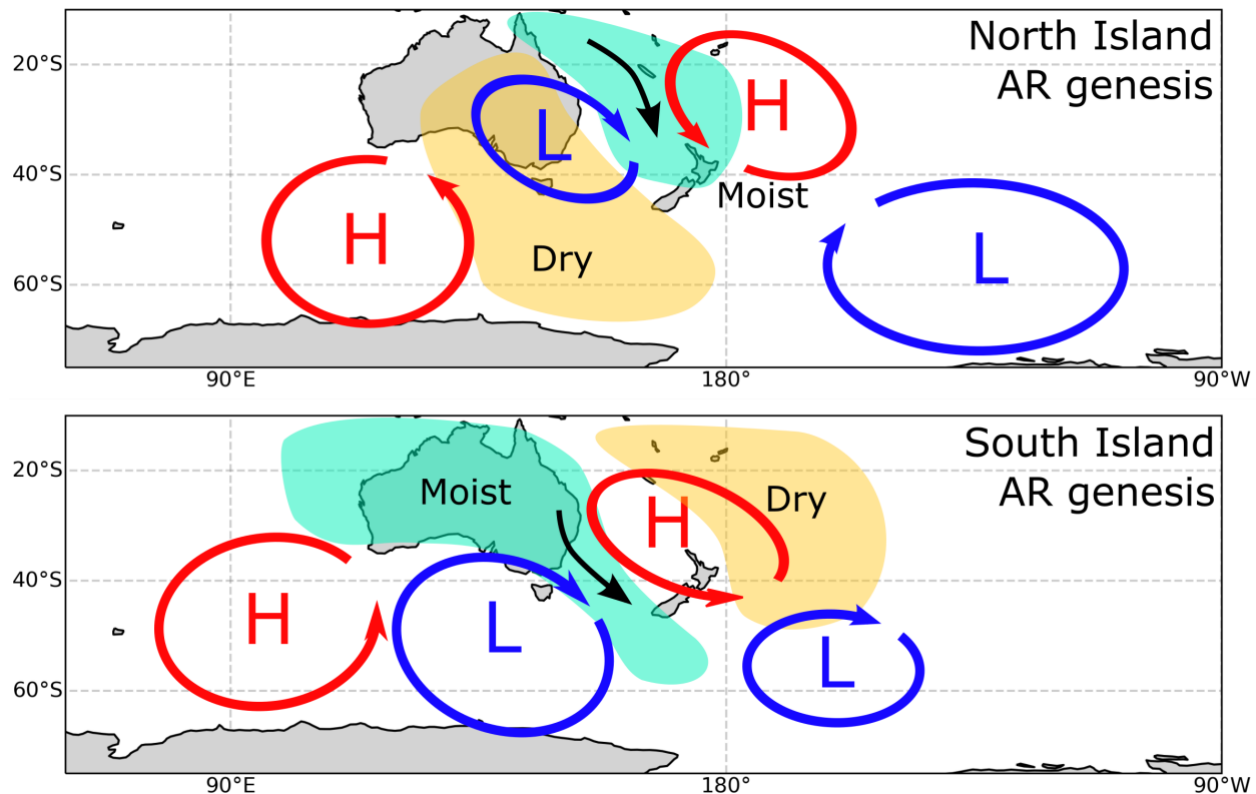 North Island
AR genesis
20°S
H
L
40°S
Moist
H
Dry
L
60°S
90°E
180°
90°W
South Island
AR genesis
20°S
Moist
Dry
H
40°S
H
L
L
60°S
90°E
180°
90°W